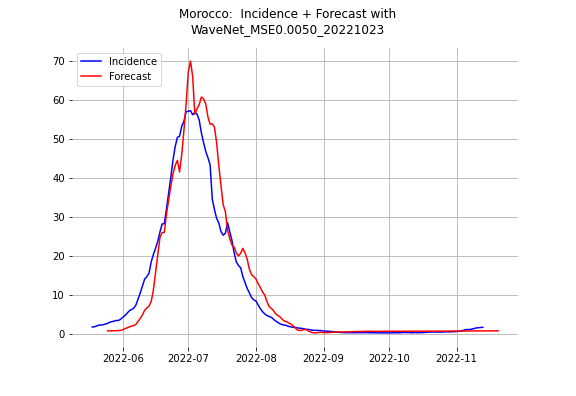 Morocco:  Incidence + Forecast with
WaveNet_MSE0.0050_20221023
Incidence
Forecast
70
60
50
40
30
20
10
0
2022-06 2022-07 2022-08 2022-09 2022-10 2022-11